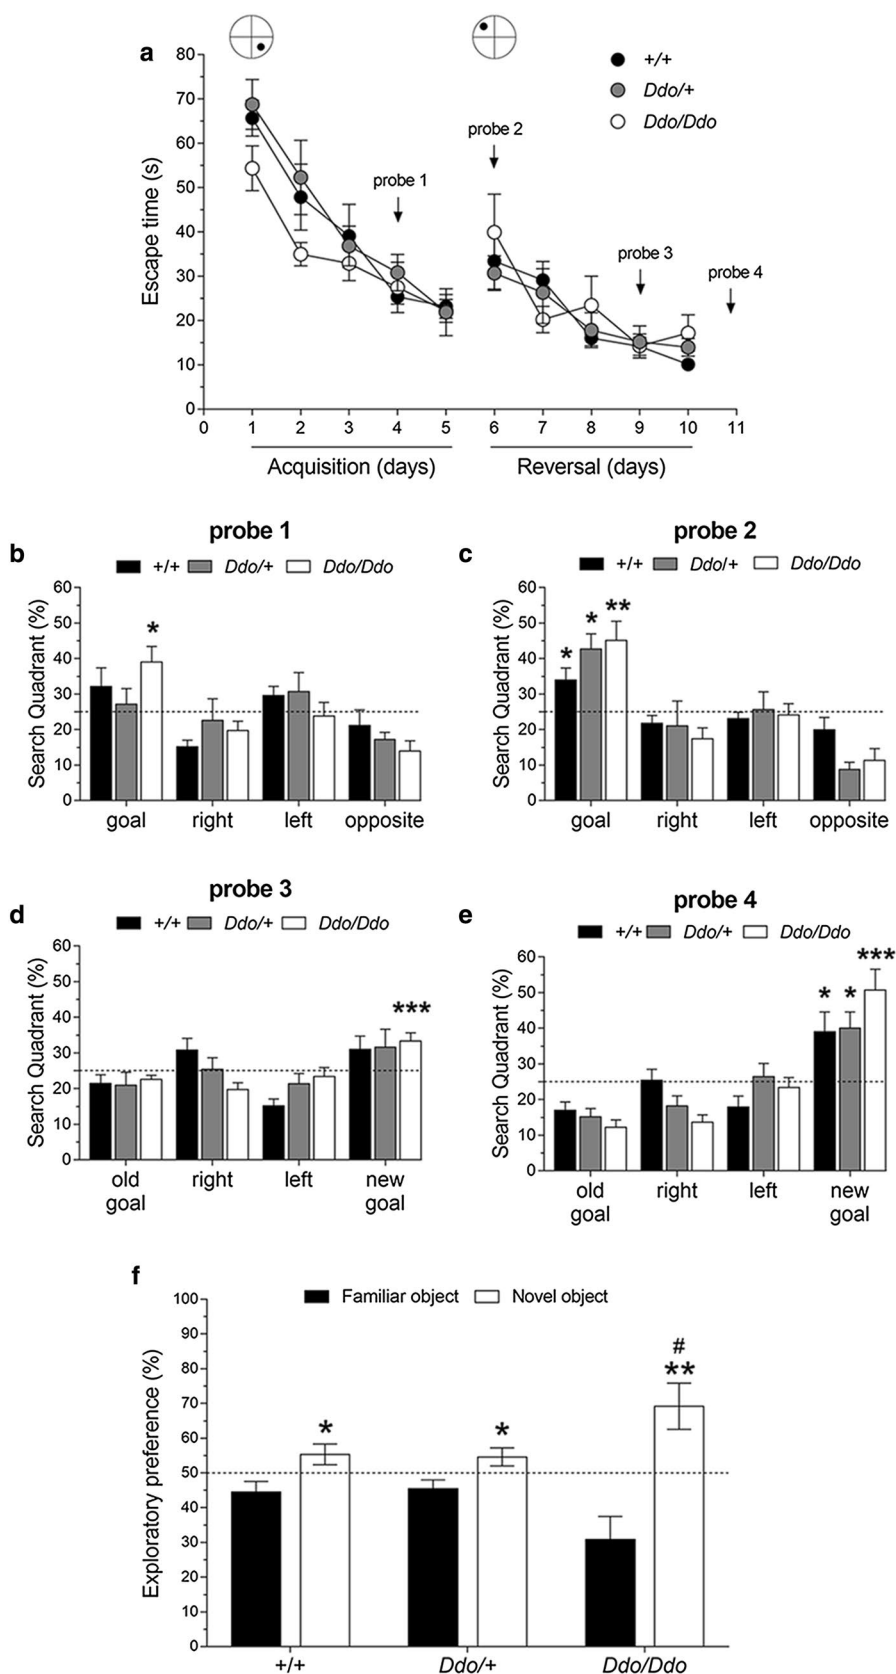 a
80
70
60
50
40
30
20
10
0
Escape time (s)
+/+
Ddo/+
Ddo/Ddo
probe 1
probe 2
probe 3
probe 4
0 1 2 3 4 5 6 7 8 9 10 11
Acquisition (days) Reversal (days)
b
probe 1
+/+ Ddo/+ Ddo/Ddo
Search Quadrant (%)
60
50
40
30
20
10
0
*
goal right left opposite
c
probe 2
+/+ Ddo/+ Ddo/Ddo
Search Quadrant (%)
60
50
40
30
20
10
0
* * **
goal right left opposite
d
probe 3
+/+ Ddo/+ Ddo/Ddo
Search Quadrant (%)
60
50
40
30
20
10
0
***
old right left new
goal goal
e
probe 4
+/+ Ddo/+ Ddo/Ddo
Search Quadrant (%)
60
50
40
30
20
10
0
* * ***
old right left new
goal goal
f
Familiar object Novel object
Exploratory preference (%)
100
90
80
70
60
50
40
30
20
10
0
#
* * **
+/+ Ddo/+ Ddo/Ddo